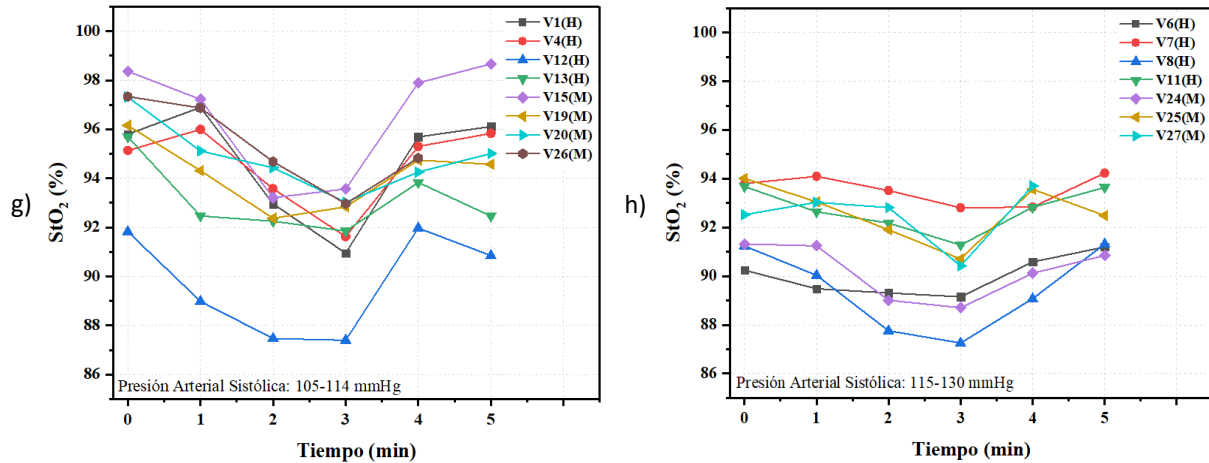 g)
StO₂ (%)
100
98
96
94
92
90
88
86
V1(H)
V4(H)
V12(H)
V13(H)
V15(M)
V19(M)
V20(M)
V26(M)
Presión Arterial Sistólica: 105-114 mmHg
0 1 2 3 4 5
Tiempo (min)
h)
StO₂ (%)
100
98
96
94
92
90
88
86
V6(H)
V7(H)
V8(H)
V11(H)
V24(M)
V25(M)
V27(M)
Presión Arterial Sistólica: 115-130 mmHg
0 1 2 3 4 5
Tiempo (min)